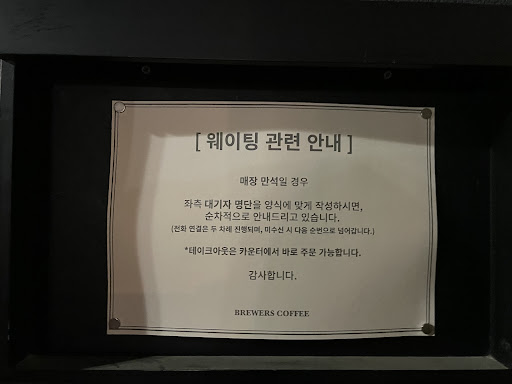 [ 웨이팅 관련 안내 ]
매장 만석일 경우
좌측 대기자 명단을 양식에 맞게 작성하시면,
순차적으로 안내드리고 있습니다.
(전화 연결은 두 차례 진행되며, 미수신 시 다음 순번으로 넘어갑니다.)
*테이크아웃은 카운터에서 바로 주문 가능합니다.
감사합니다.
BREWERS COFFEE